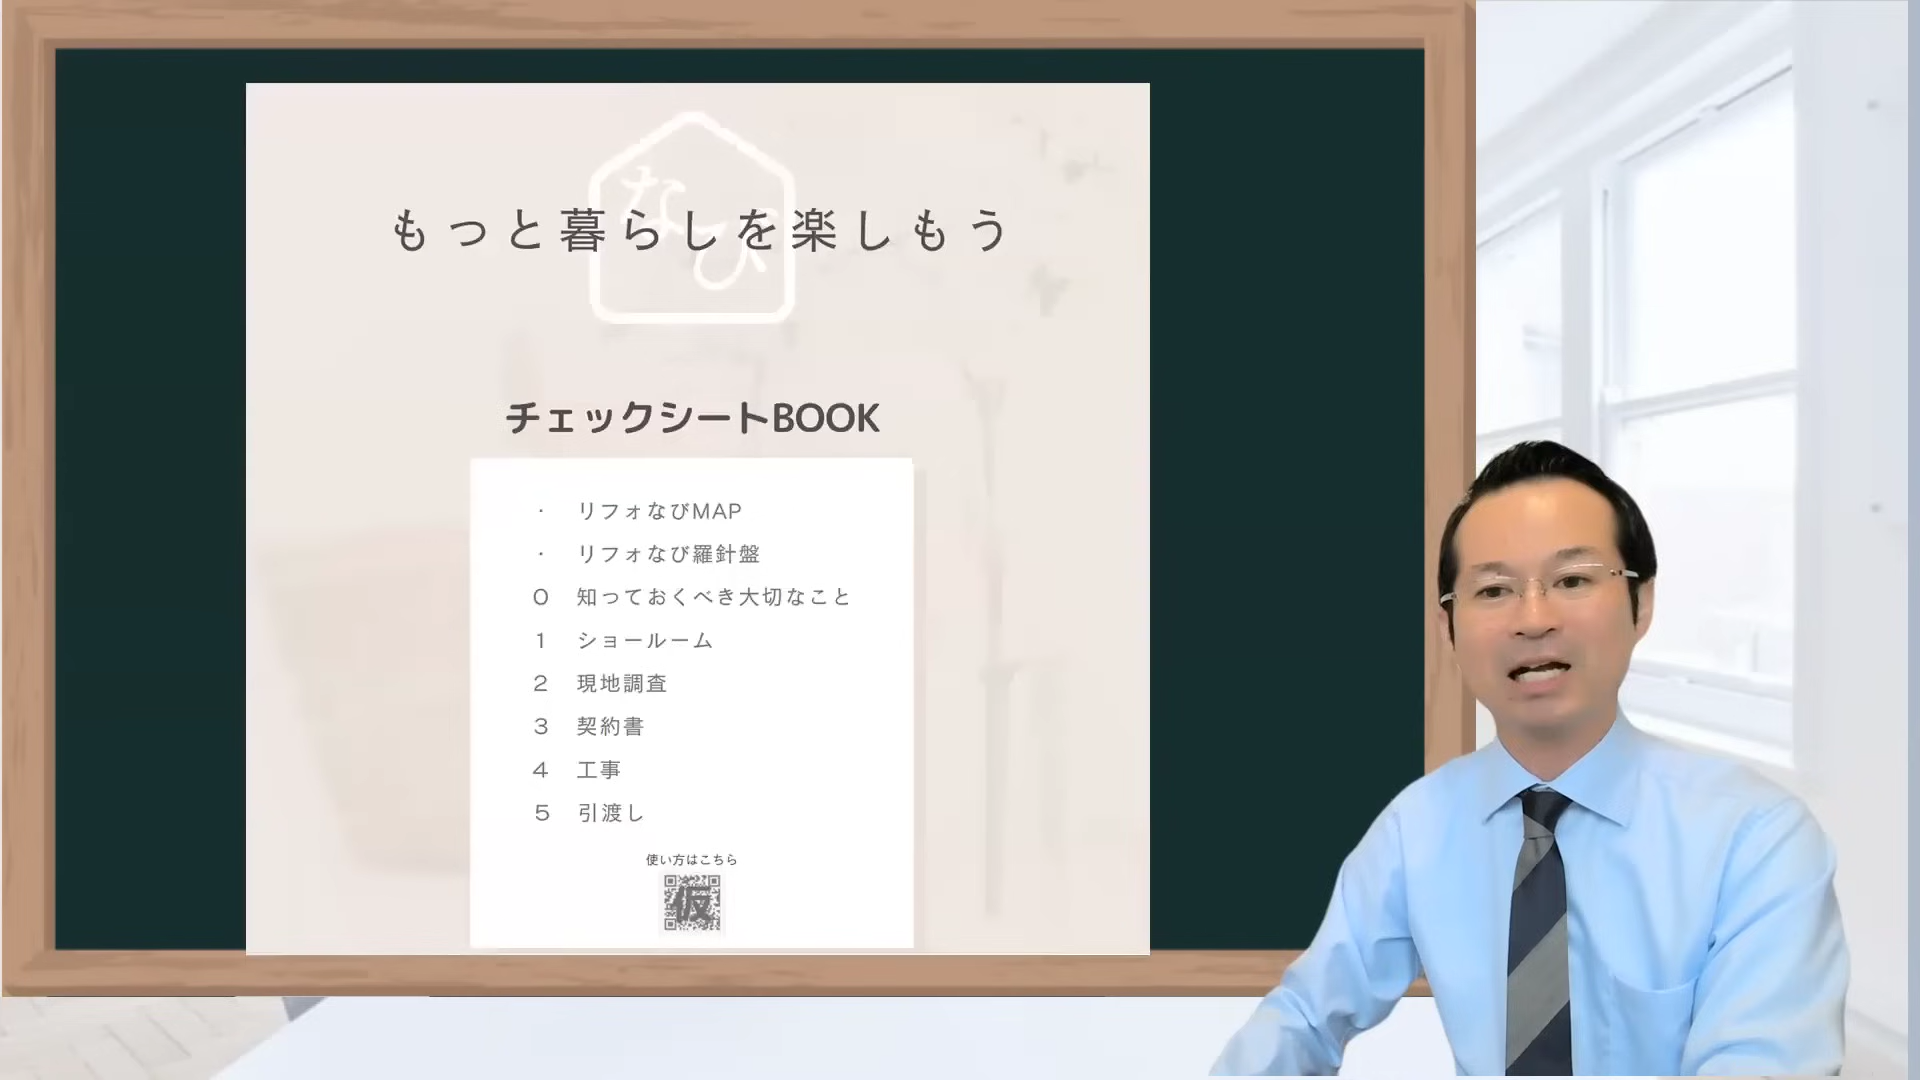 なび
もっと暮らしを楽しもう
チェックシートBOOK
・ リフォなびMAP
・ リフォなび羅針盤
0 知っておくべき大切なこと
1 ショールーム
2 現地調査
3 契約書
4 工事
5 引渡し
使い方はこちら
仮